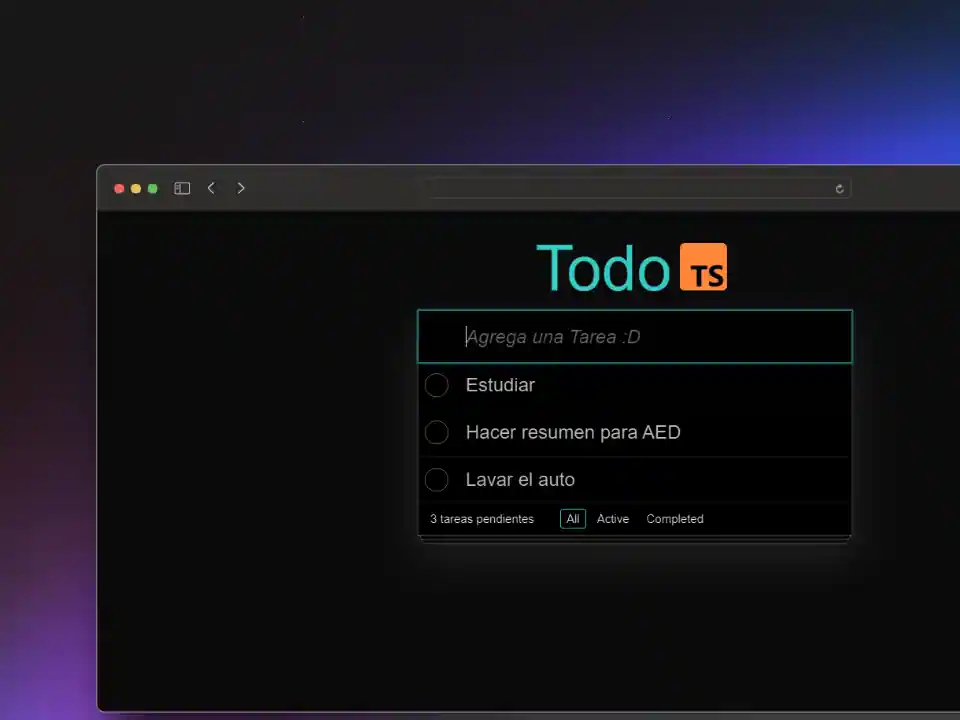 Todo TS
Agrega una Tarea :D
Estudiar
Hacer resumen para AED
Lavar el auto
3 tareas pendientes All Active Completed